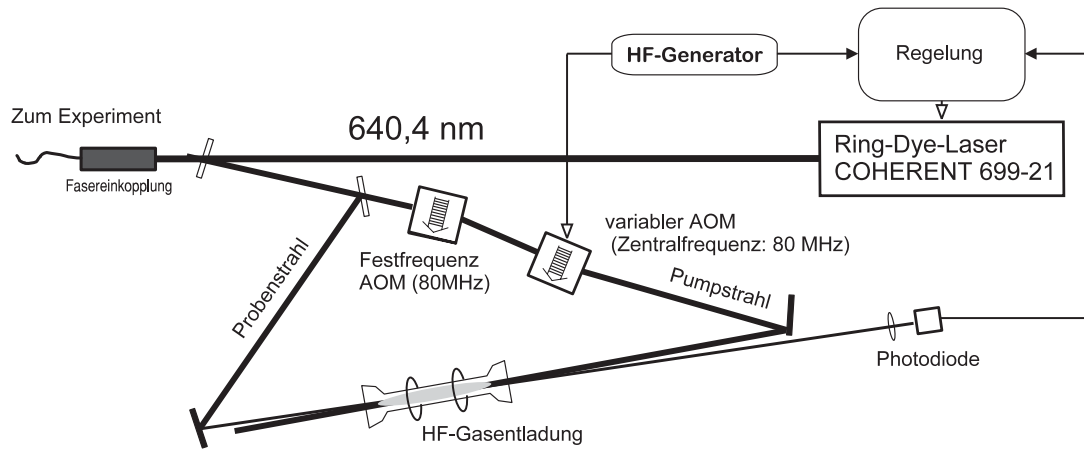 HF-Generator
Regelung
Zum Experiment
640,4 nm
Ring-Dye-Laser
COHERENT 699-21
Fasereinkopplung
variabler AOM
(Zentralfrequenz: 80 MHz)
Festfrequenz
AOM (80MHz)
Probenstrahl
Pumpstrahl
Photodiode
HF-Gasentladung